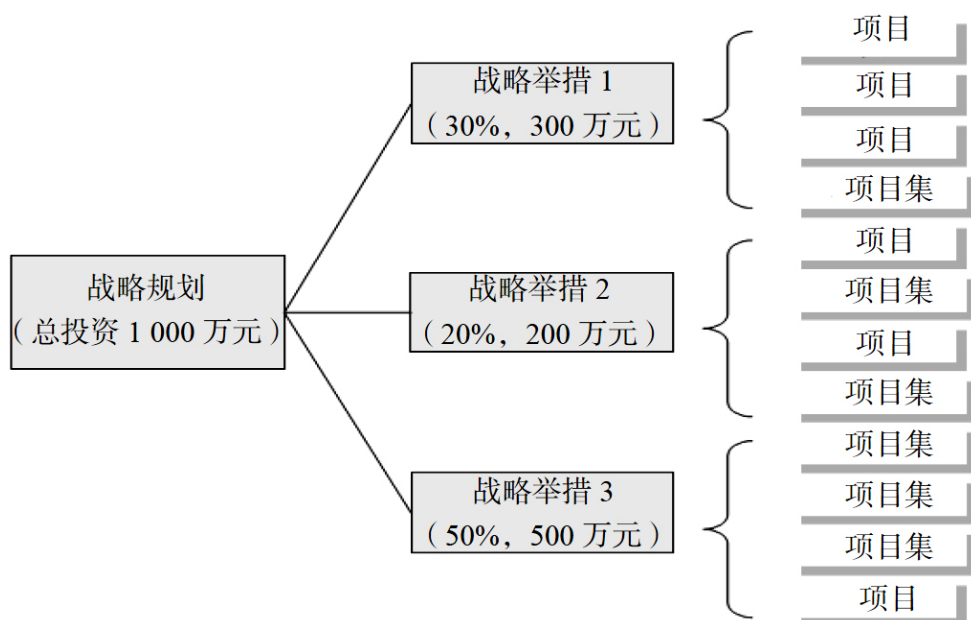 战略规划
（总投资 1 000 万元）
战略举措 1
（30%，300 万元）
战略举措 2
（20%，200 万元）
战略举措 3
（50%，500 万元）
项目
项目
项目
项目集
项目
项目集
项目
项目集
项目集
项目集
项目集
项目